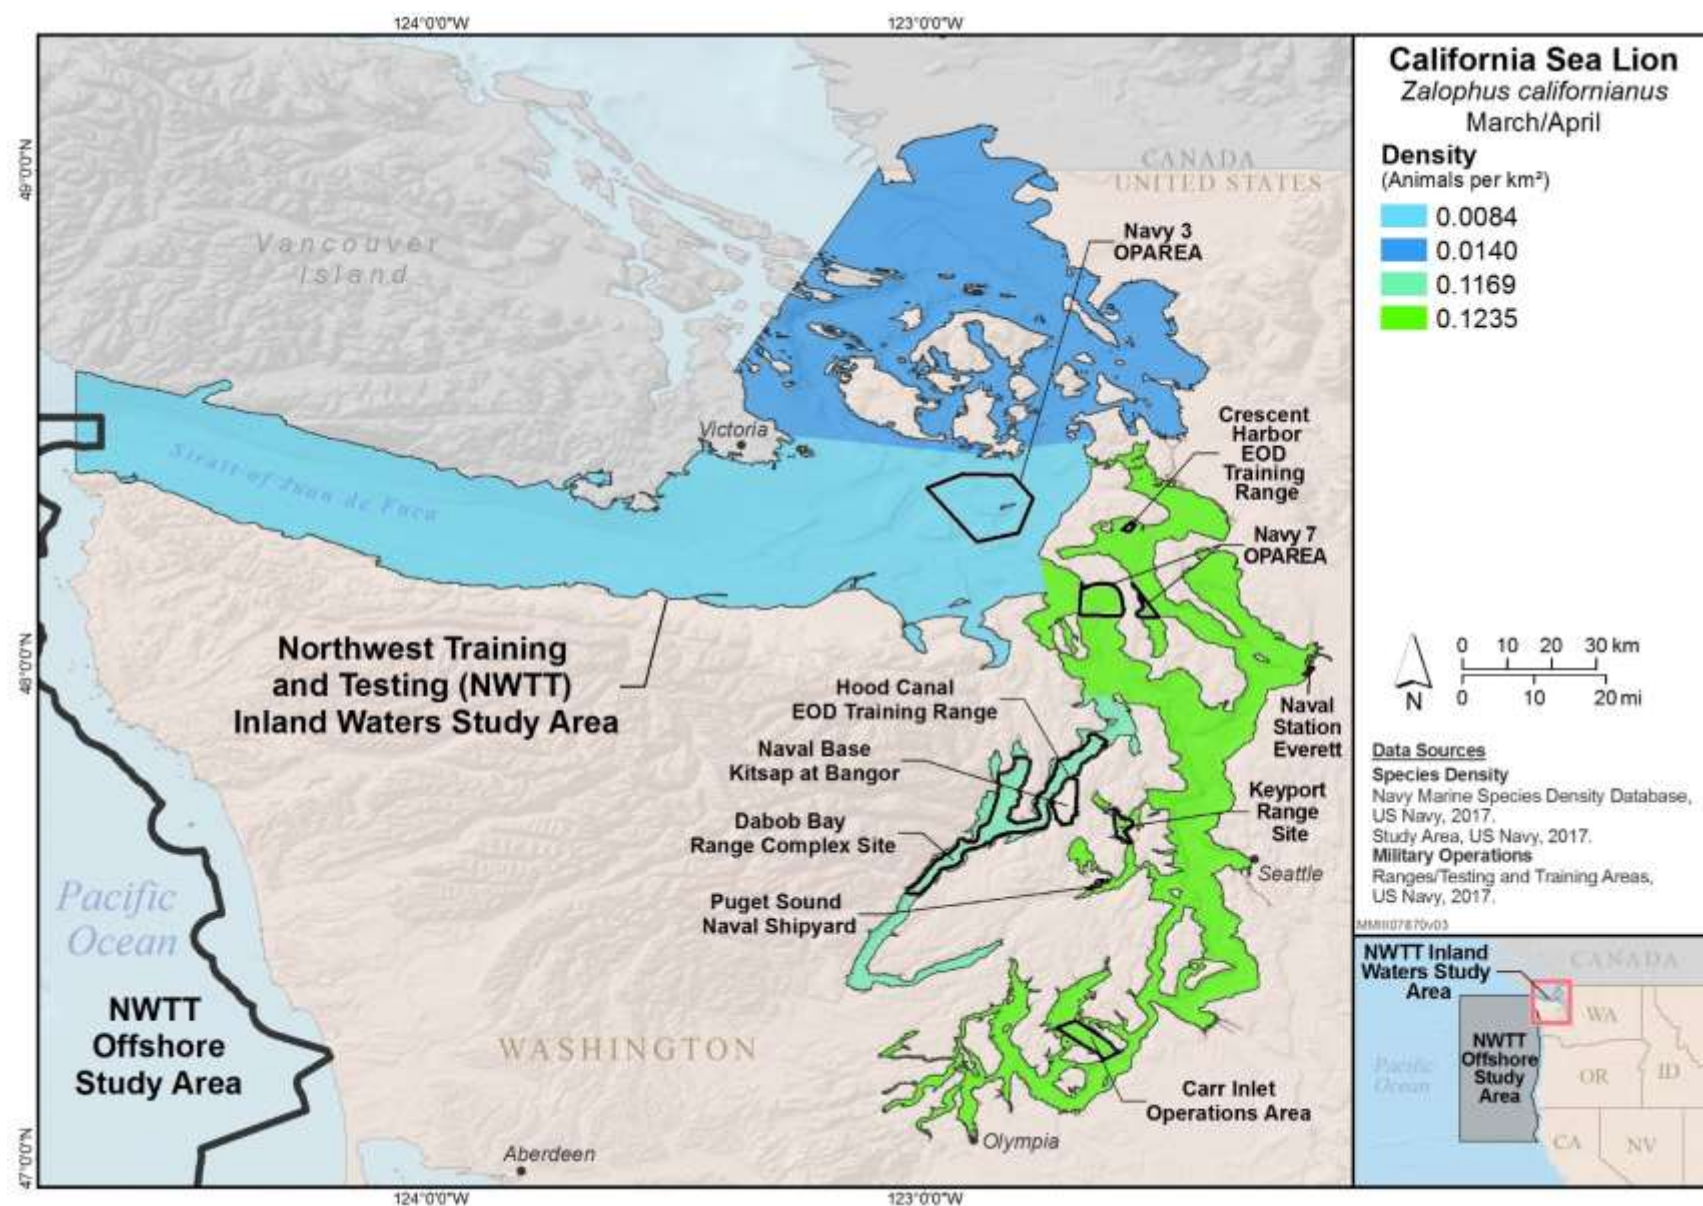 124°0'0"W
123°0'0"W
49°0'0"N
48°0'0"N
47°0'0"N
CANADA
UNITED STATES
Vancouver
Island
Navy 3
OPAREA
Victoria
Strait of Juan de Fuca
Crescent
Harbor
EOD
Training
Range
Navy 7
OPAREA
Northwest Training
and Testing (NWTT)
Inland Waters Study Area
Hood Canal
EOD Training Range
Naval
Station
Everett
Naval Base
Kitsap at Bangor
Keyport
Range
Site
Dabob Bay
Range Complex Site
Seattle
Puget Sound
Naval Shipyard
Pacific
Ocean
NWTT
Offshore
Study Area
WASHINGTON
Carr Inlet
Operations Area
Olympia
Aberdeen
124°0'0"W
123°0'0"W
California Sea Lion
Zalophus californianus
March/April
Density
(Animals per km²)
0.0084
0.0140
0.1169
0.1235
N
0 10 20 30 km
0 10 20 mi
Data Sources
Species Density
Navy Marine Species Density Database,
US Navy, 2017.
Study Area, US Navy, 2017.
Military Operations
Ranges/Testing and Training Areas,
US Navy, 2017.
NWTT Inland
Waters Study
Area
CANADA
WA
NWTT
Offshore
Study
Area
Pacific
Ocean
OR
ID
CA
NV